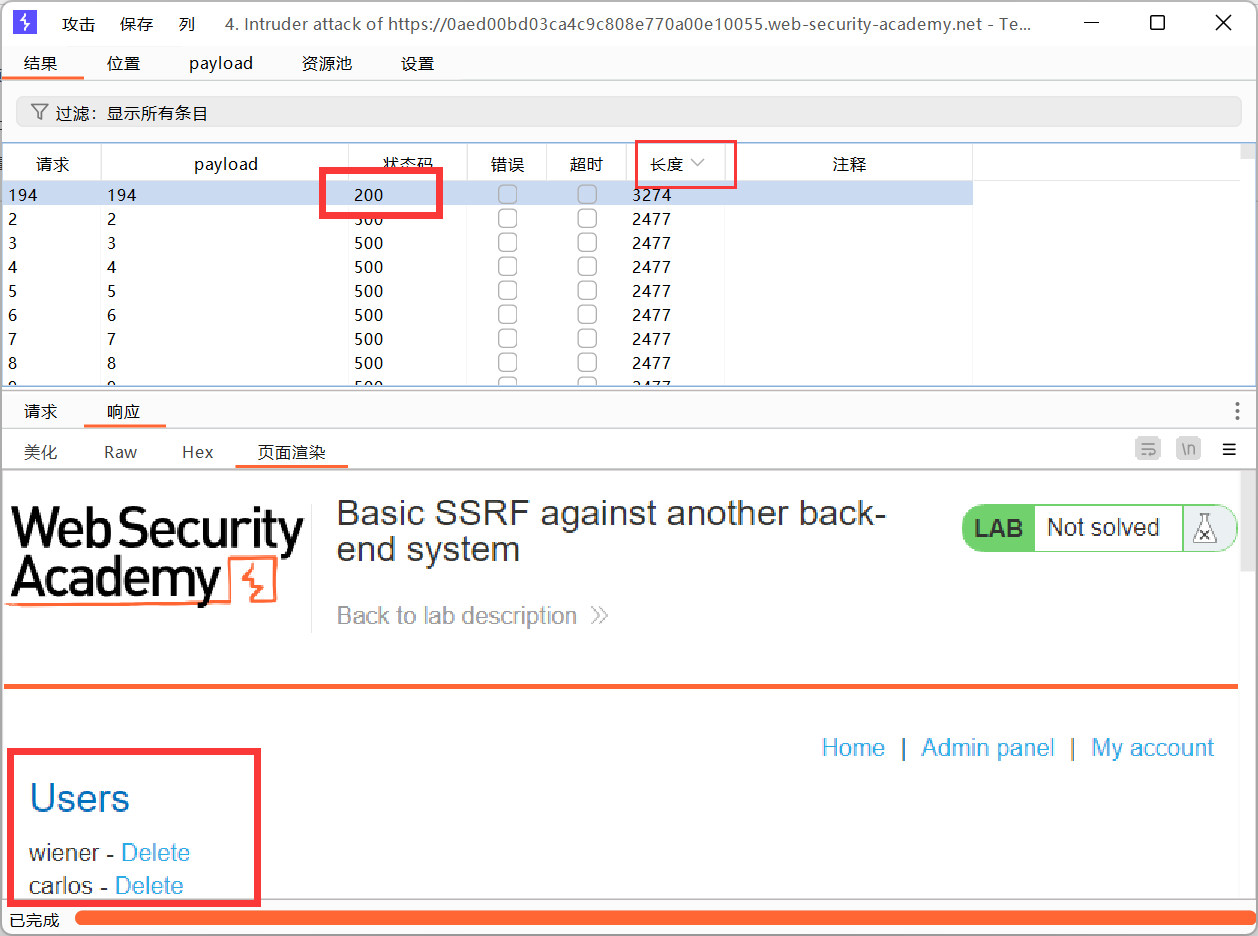 攻击 保存 列 4. Intruder attack of https://0aed00bd03ca4c9c808e770a00e10055.web-security-academy.net - Te...
结果 位置 payload 资源池 设置
过滤：显示所有条目
请求 payload 状态码 错误 超时 长度 注释
194 194 200 3274
2 2 500 2477
3 3 500 2477
4 4 500 2477
5 5 500 2477
6 6 500 2477
7 7 500 2477
8 8 500 2477
9 9 500 2477
请求 响应
美化 Raw Hex 页面渲染 \n
Web Security
Academy
Basic SSRF against another back-
end system
Back to lab description
LAB Not solved
Home | Admin panel | My account
Users
wiener - Delete
carlos - Delete
已完成